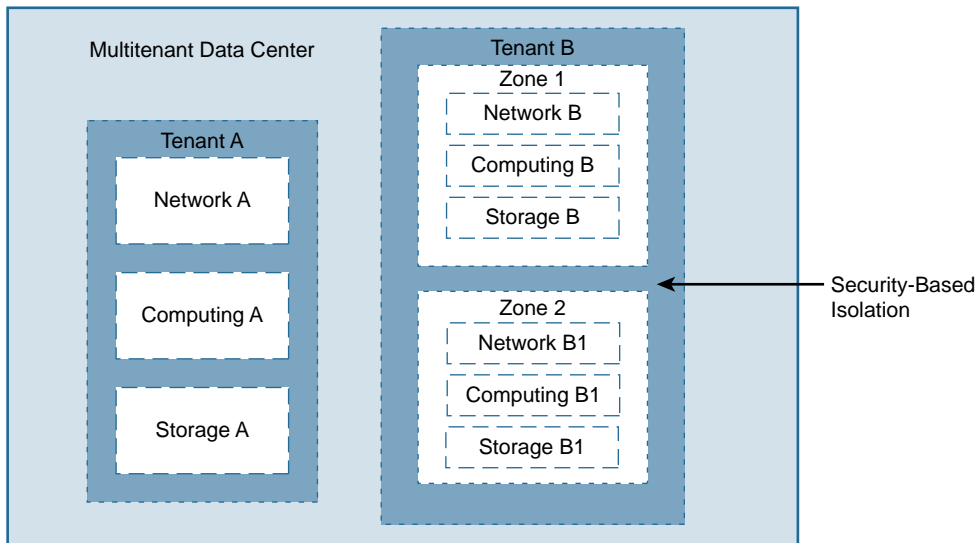 Multitenant Data Center
Tenant A
Network A
Computing A
Storage A
Tenant B
Zone 1
Network B
Computing B
Storage B
Zone 2
Network B1
Computing B1
Storage B1
Security-Based
Isolation